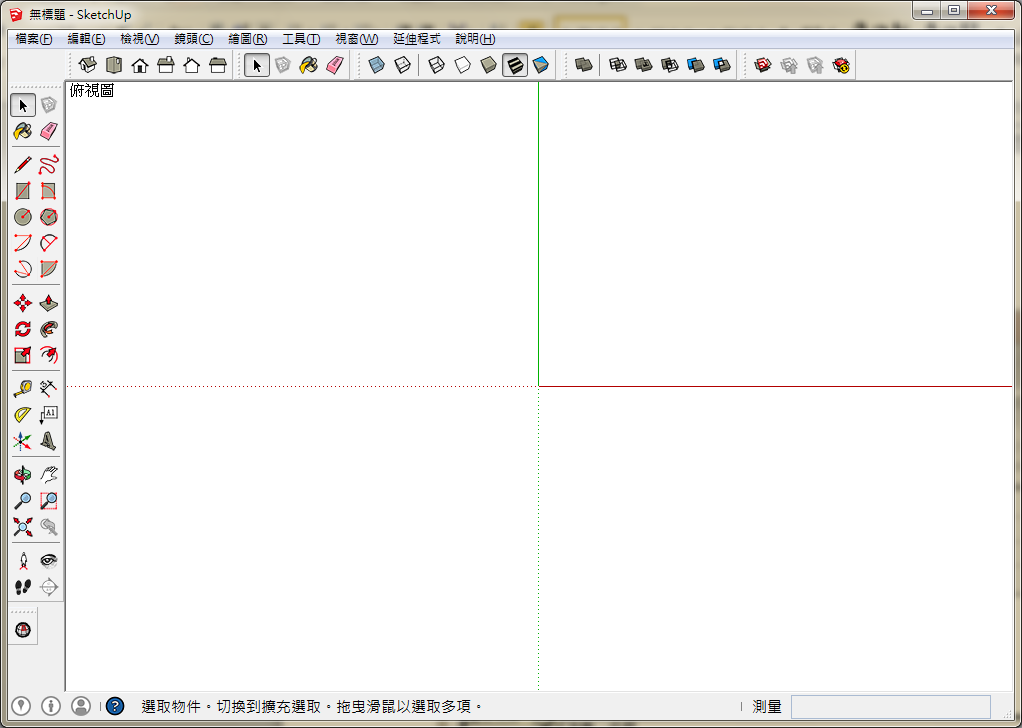 無標題 - SketchUp
檔案(F) 編輯(E) 檢視(V) 鏡頭(C) 繪圖(R) 工具(T) 視窗(W) 延伸程式 說明(H)
俯視圖
A1
選取物件。切換到擴充選取。拖曳滑鼠以選取多項。 測量